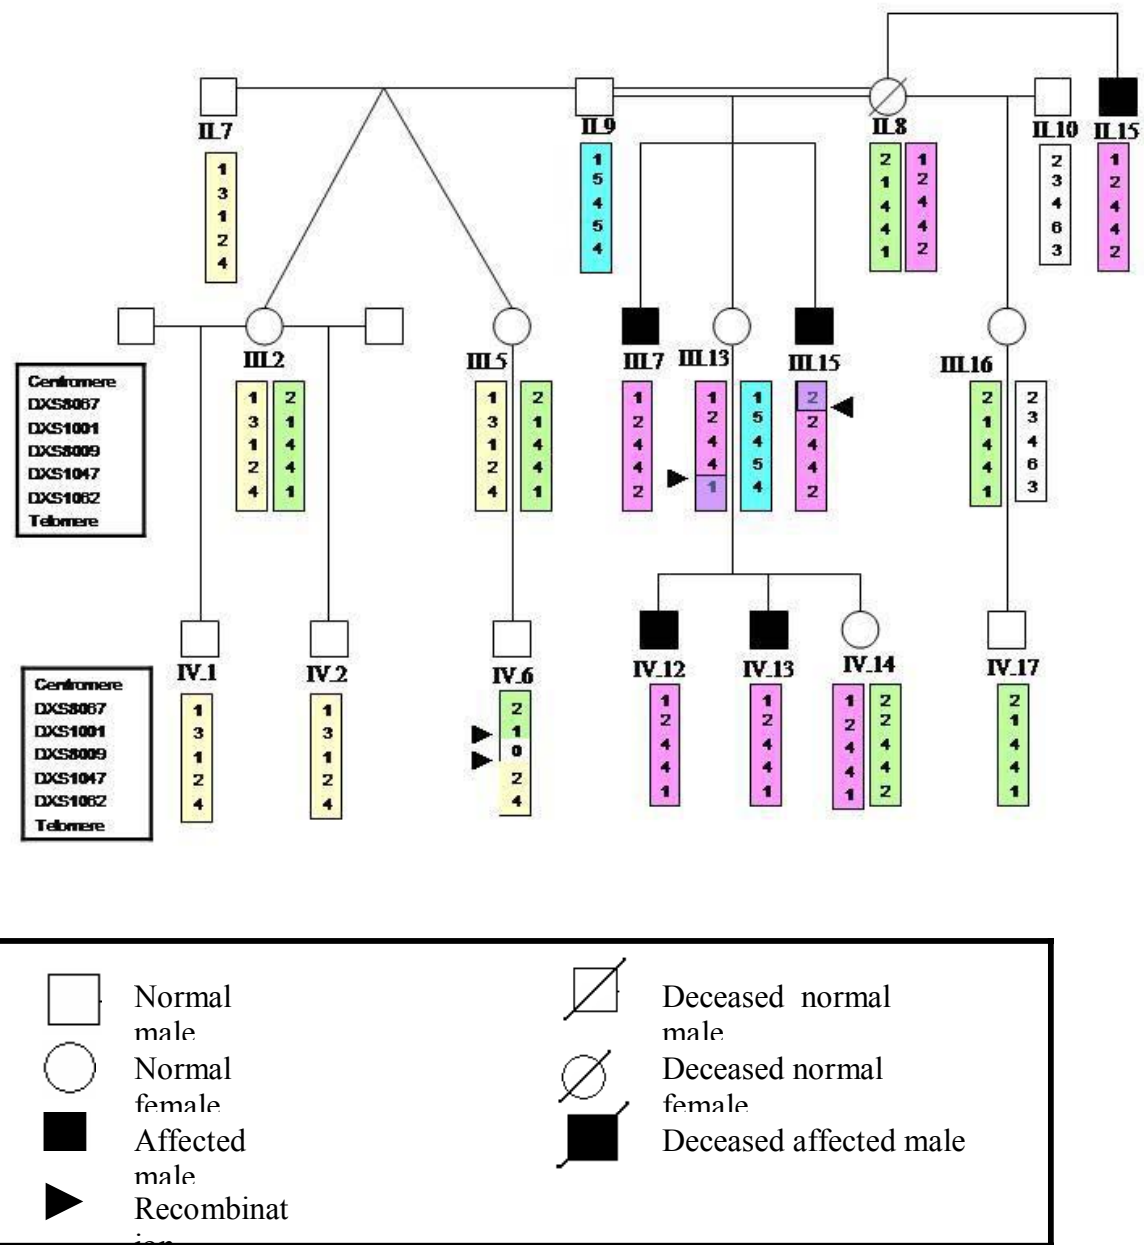 II.7 II.9 II.8 II.10 II.15
1 1 2 1 2 1
3 5 1 2 3 2
1 4 4 4 4 4
2 5 4 4 6 4
4 4 1 2 3 2
III.2 III.5 III.7 III.13 III.15 III.16
Centromere
DXS8067
DXS1001
DXS8009
DXS1047
DXS1062
Telomere
1 2 1 2 1 1 1 2 2 2
3 1 3 1 2 2 5 2 1 3
1 4 1 4 4 4 4 4 4 4
2 4 2 4 4 4 5 4 4 6
4 1 4 1 2 1 4 2 1 3
IV.1 IV.2 IV.6 IV.12 IV.13 IV.14 IV.17
Centromere
DXS8067
DXS1001
DXS8009
DXS1047
DXS1062
Telomere
1 1 2 1 1 1 2 2
3 3 1 2 2 2 2 1
1 1 0 4 4 4 4 4
2 2 2 4 4 4 4 4
4 4 4 1 1 1 2 1
Normal male
Deceased normal male
Normal female
Deceased normal female
Affected male
Deceased affected male
Recombinat